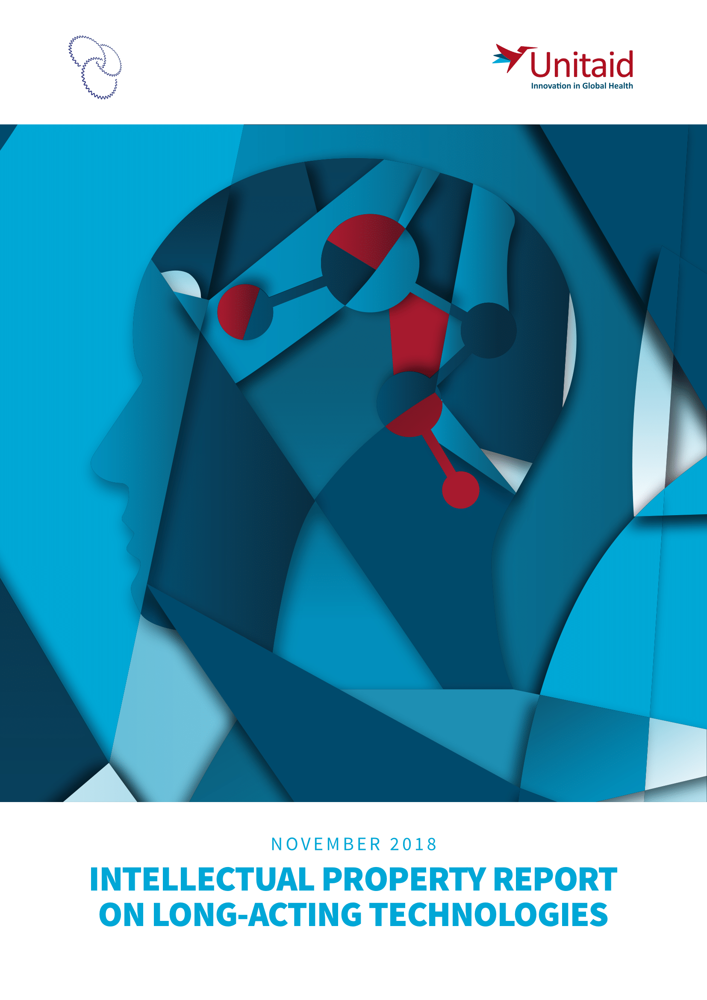 Unitaid
Innovation in Global Health
NOVEMBER 2018
INTELLECTUAL PROPERTY REPORT
ON LONG-ACTING TECHNOLOGIES